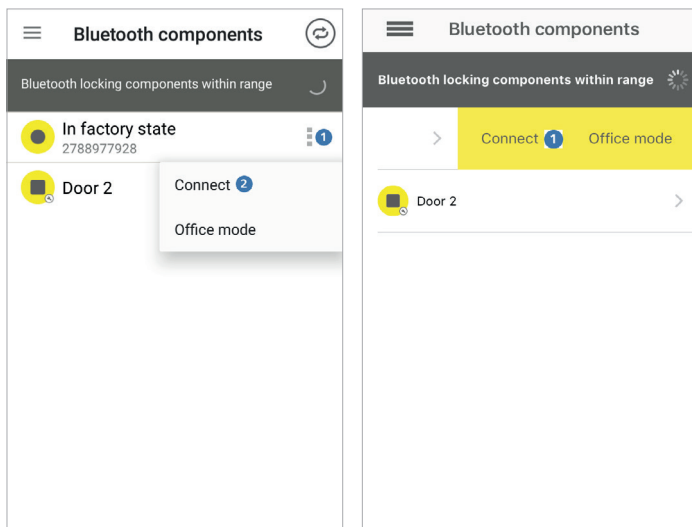 Bluetooth components
Bluetooth locking components within range
In factory state
1
2788977928
Door 2
Connect 2
Office mode
Bluetooth components
Bluetooth locking components within range
Connect 1 Office mode
Door 2